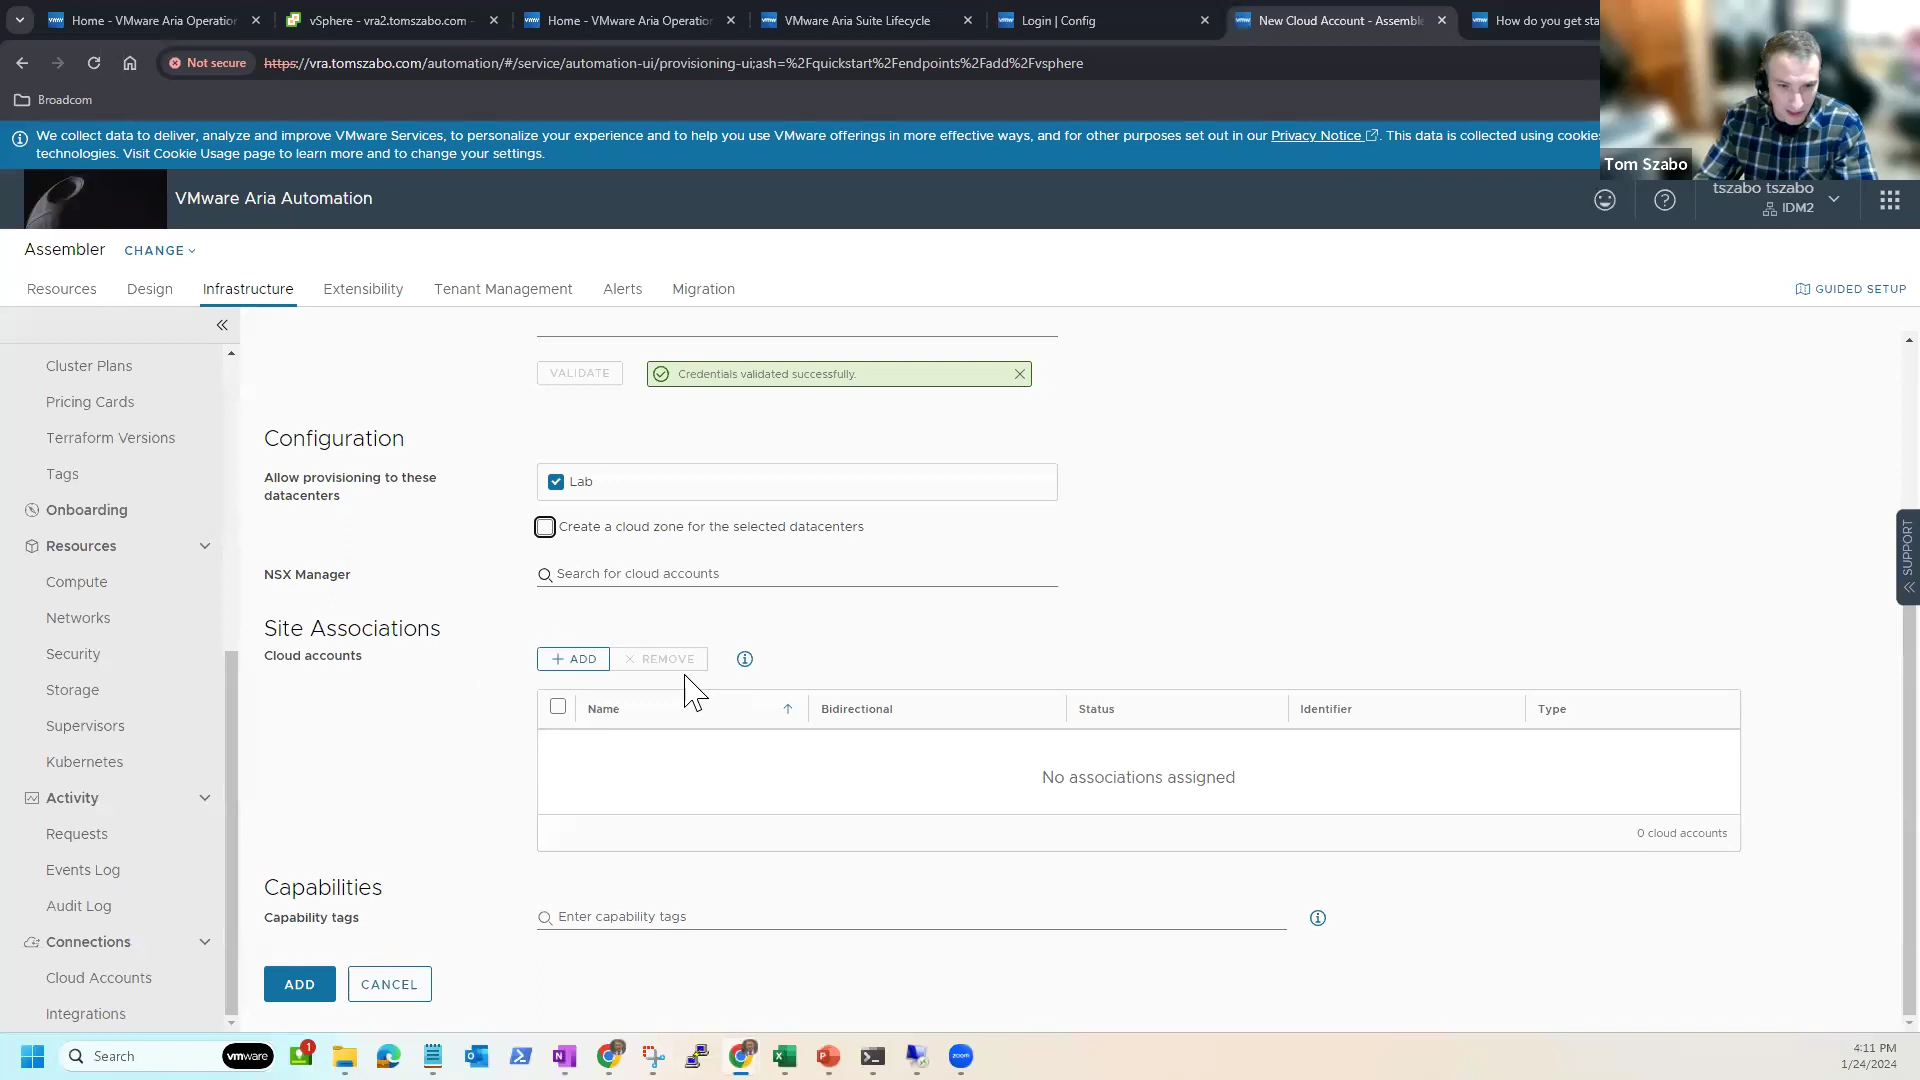 Home - VMware Aria Operation
vSphere - vra2.tomszabo.com -
Home - VMware Aria Operation
VMware Aria Suite Lifecycle
Login | Config
New Cloud Account - Assemble
How do you get sta
Not secure
https://vra.tomszabo.com/automation/#/service/automation-ui/provisioning-ui;ash=%2Fquickstart%2Fendpoints%2Fadd%2Fvsphere
Broadcom
We collect data to deliver, analyze and improve VMware Services, to personalize your experience and to help you use VMware offerings in more effective ways, and for other purposes set out in our Privacy Notice. This data is collected using cookies
technologies. Visit Cookie Usage page to learn more and to change your settings.
Tom Szabo
VMware Aria Automation
tszabo tszabo
IDM2
Assembler CHANGE
Resources
Design
Infrastructure
Extensibility
Tenant Management
Alerts
Migration
GUIDED SETUP
Cluster Plans
Pricing Cards
Terraform Versions
Tags
Onboarding
Resources
Compute
Networks
Security
Storage
Supervisors
Kubernetes
Activity
Requests
Events Log
Audit Log
Connections
Cloud Accounts
Integrations
VALIDATE
Credentials validated successfully.
Configuration
Allow provisioning to these
datacenters
Lab
Create a cloud zone for the selected datacenters
NSX Manager
Search for cloud accounts
Site Associations
Cloud accounts
+ ADD
× REMOVE
Name
Bidirectional
Status
Identifier
Type
No associations assigned
0 cloud accounts
Capabilities
Capability tags
Enter capability tags
ADD
CANCEL
SUPPORT
Search
vmware
1
zoom
4:11 PM
1/24/2024